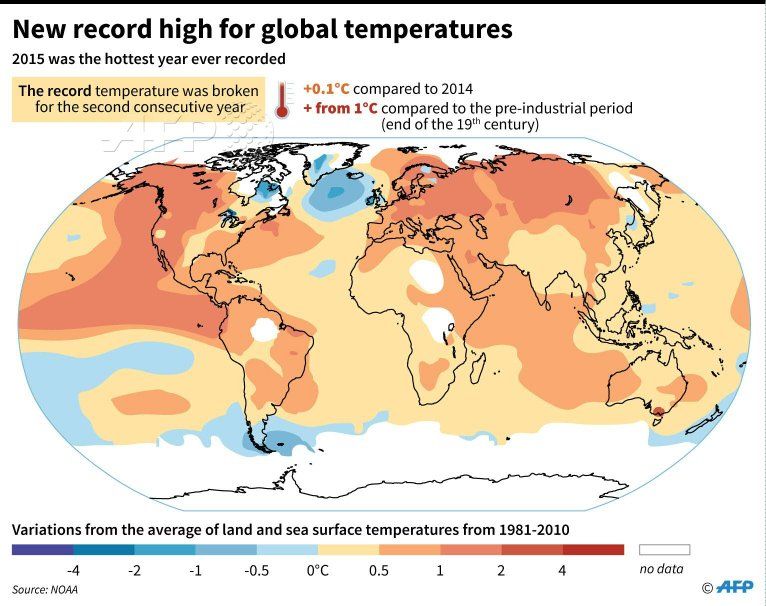 New record high for global temperatures
2015 was the hottest year ever recorded
The record temperature was broken
for the second consecutive year
+0.1°C compared to 2014
+ from 1°C compared to the pre-industrial period
(end of the 19th century)
AFP
Variations from the average of land and sea surface temperatures from 1981-2010
-4 -2 -1 -0.5 0°C 0.5 1 2 4 no data
Source: NOAA
© AFP